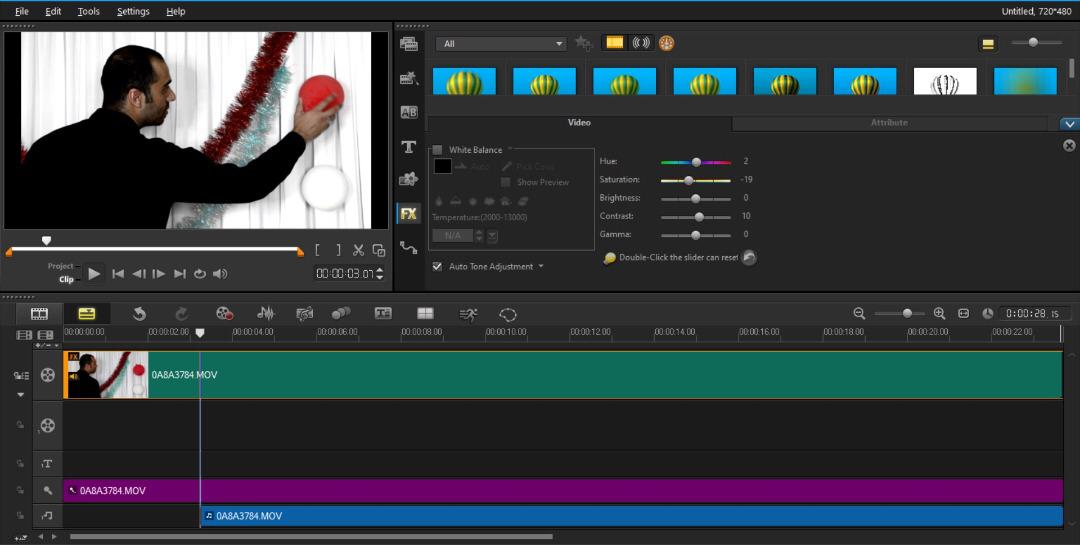 File Edit Tools Settings Help
Untitled, 720*480
All
AB
T
FX
Video
Attribute
White Balance
Auto Pick Color
Show Preview
Temperature:(2000-13000)
N/A
Auto Tone Adjustment
Hue: 2
Saturation: -19
Brightness: 0
Contrast: 10
Gamma: 0
Double-Click the slider can reset
Project
Clip
00:00:03.07
0:00:28.15
00:00:00.00 00:00:02.00 00:00:04.00 00:00:06.00 00:00:08.00 00:00:10.00 00:00:12.00 00:00:14.00 00:00:16.00 00:00:18.00 00:00:20.00 00:00:22.00
FX
0A8A3784.MOV
1
1T
0A8A3784.MOV
0A8A3784.MOV